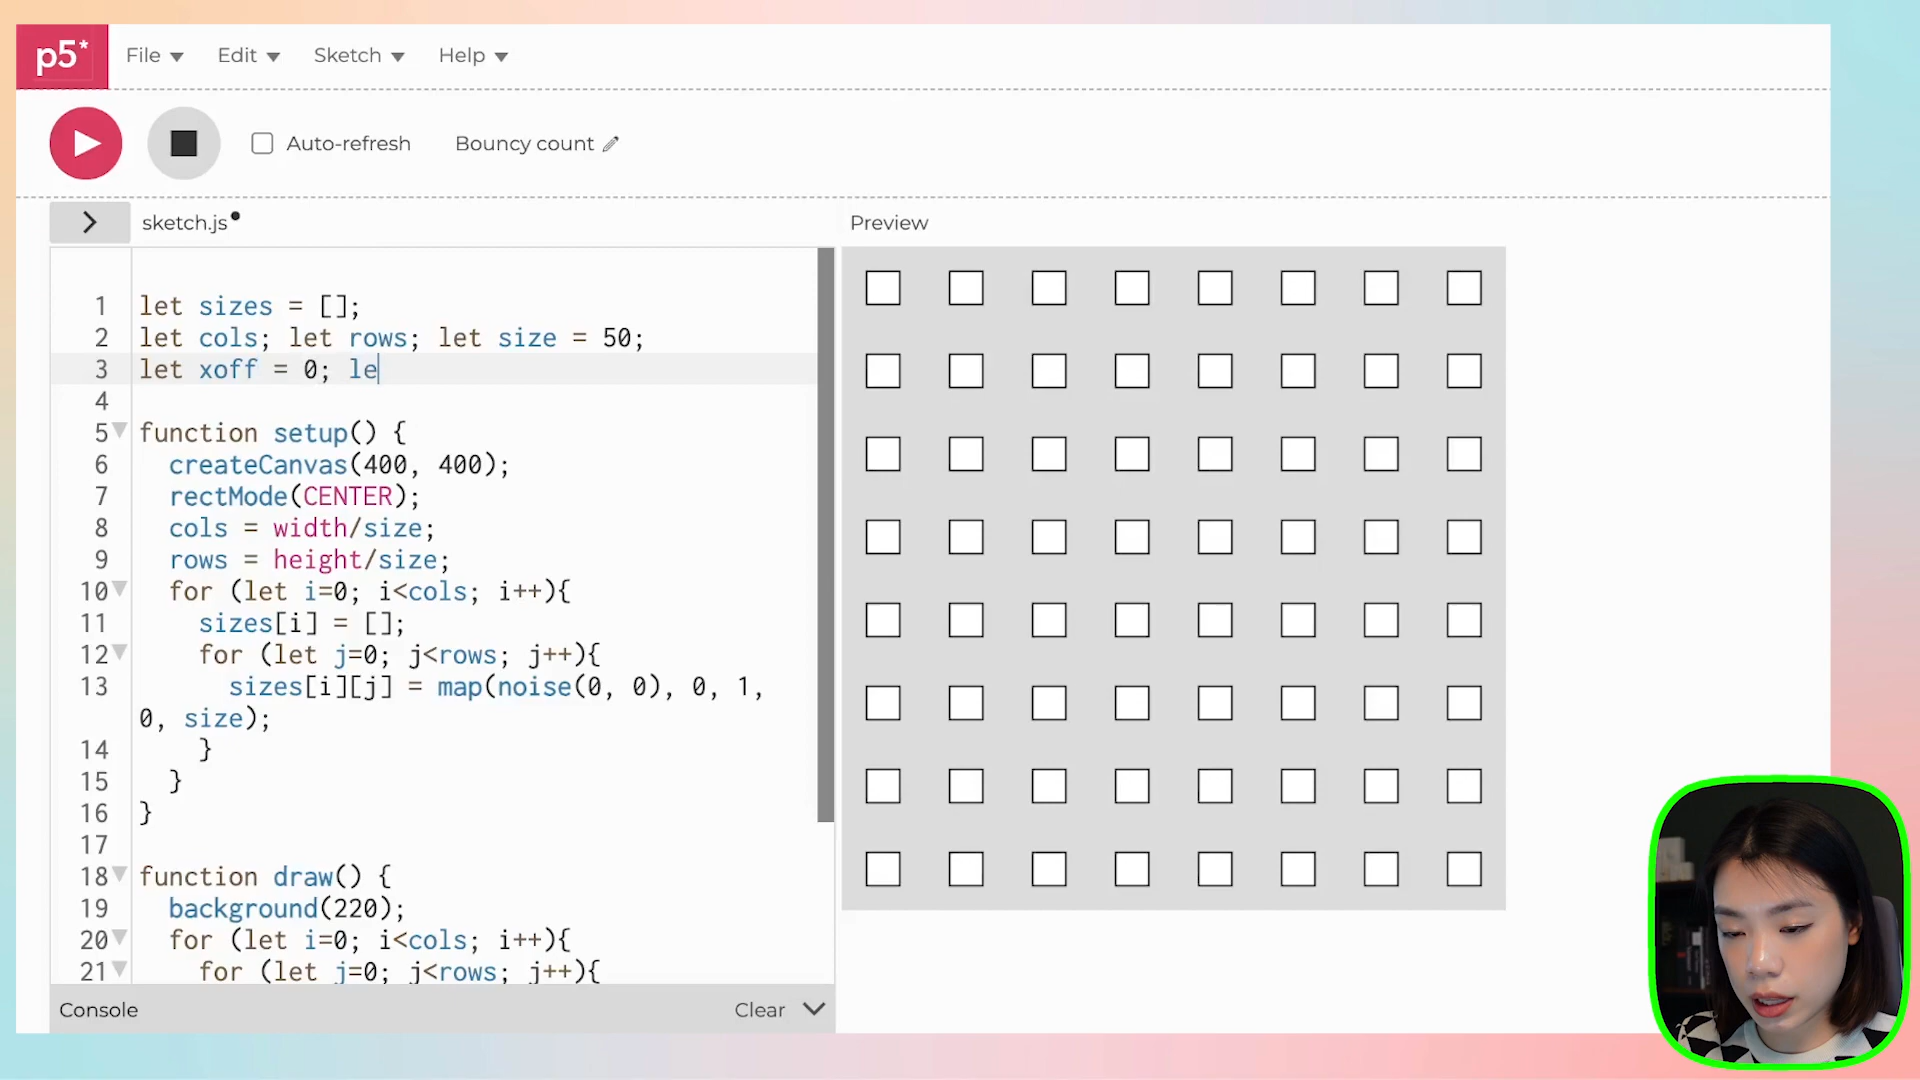 p5* File Edit Sketch Help
Auto-refresh Bouncy count
sketch.js Preview
1 let sizes = [];
2 let cols; let rows; let size = 50;
3 let xoff = 0; le
4
5 function setup() {
6 createCanvas(400, 400);
7 rectMode(CENTER);
8 cols = width/size;
9 rows = height/size;
10 for (let i=0; i<cols; i++){
11 sizes[i] = [];
12 for (let j=0; j<rows; j++){
13 sizes[i][j] = map(noise(0, 0), 0, 1,
0, size);
14 }
15 }
16 }
17
18 function draw() {
19 background(220);
20 for (let i=0; i<cols; i++){
21 for (let j=0; j<rows; j++){
Console Clear